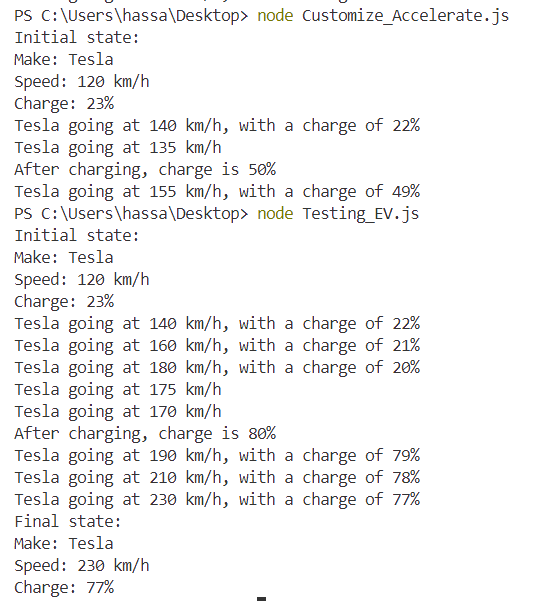 PS C:\Users\hassa\Desktop> node Customize_Accelerate.js
Initial state:
Make: Tesla
Speed: 120 km/h
Charge: 23%
Tesla going at 140 km/h, with a charge of 22%
Tesla going at 135 km/h
After charging, charge is 50%
Tesla going at 155 km/h, with a charge of 49%
PS C:\Users\hassa\Desktop> node Testing_EV.js
Initial state:
Make: Tesla
Speed: 120 km/h
Charge: 23%
Tesla going at 140 km/h, with a charge of 22%
Tesla going at 160 km/h, with a charge of 21%
Tesla going at 180 km/h, with a charge of 20%
Tesla going at 175 km/h
Tesla going at 170 km/h
After charging, charge is 80%
Tesla going at 190 km/h, with a charge of 79%
Tesla going at 210 km/h, with a charge of 78%
Tesla going at 230 km/h, with a charge of 77%
Final state:
Make: Tesla
Speed: 230 km/h
Charge: 77%